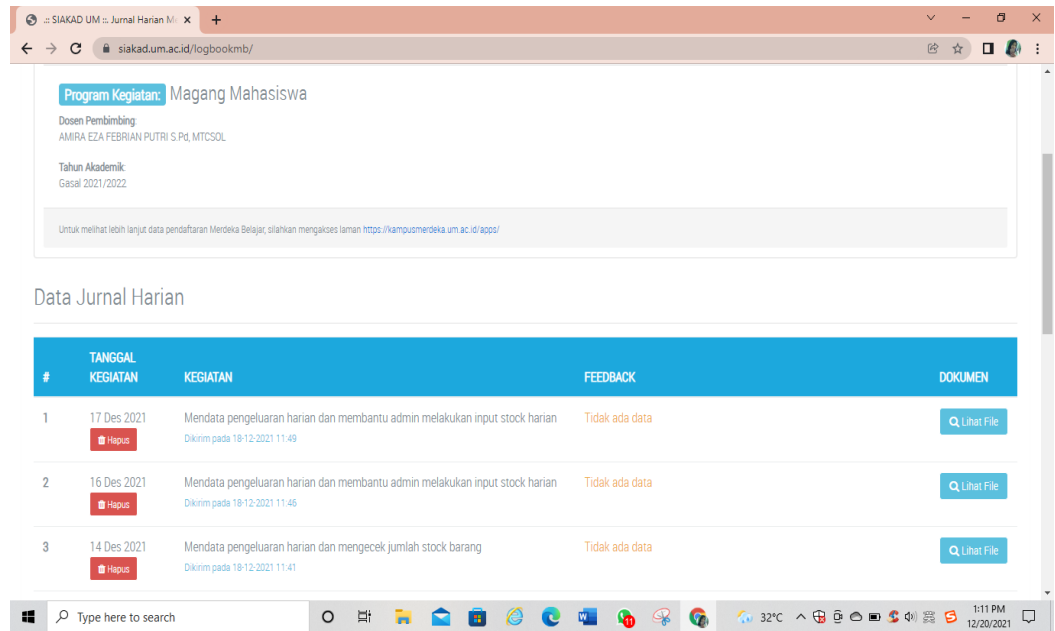 .:: SIAKAD UM ::. Jurnal Harian M
siakad.um.ac.id/logbookmb/
Program Kegiatan: Magang Mahasiswa
Dosen Pembimbing:
AMIRA EZA FEBRIAN PUTRI S.Pd, MTCSOL
Tahun Akademik:
Gasal 2021/2022
Untuk melihat lebih lanjut data pendaftaran Merdeka Belajar, silahkan mengakses laman https://kampusmerdeka.um.ac.id/apps/
Data Jurnal Harian
# TANGGAL KEGIATAN KEGIATAN FEEDBACK DOKUMEN
1 17 Des 2021 Mendata pengeluaran harian dan membantu admin melakukan input stock harian Tidak ada data Lihat File
Hapus Dikirim pada 18-12-2021 11:49
2 16 Des 2021 Mendata pengeluaran harian dan membantu admin melakukan input stock harian Tidak ada data Lihat File
Hapus Dikirim pada 18-12-2021 11:46
3 14 Des 2021 Mendata pengeluaran harian dan mengecek jumlah stock barang Tidak ada data Lihat File
Hapus Dikirim pada 18-12-2021 11:41
Type here to search 32°C 1:11 PM
12/20/2021